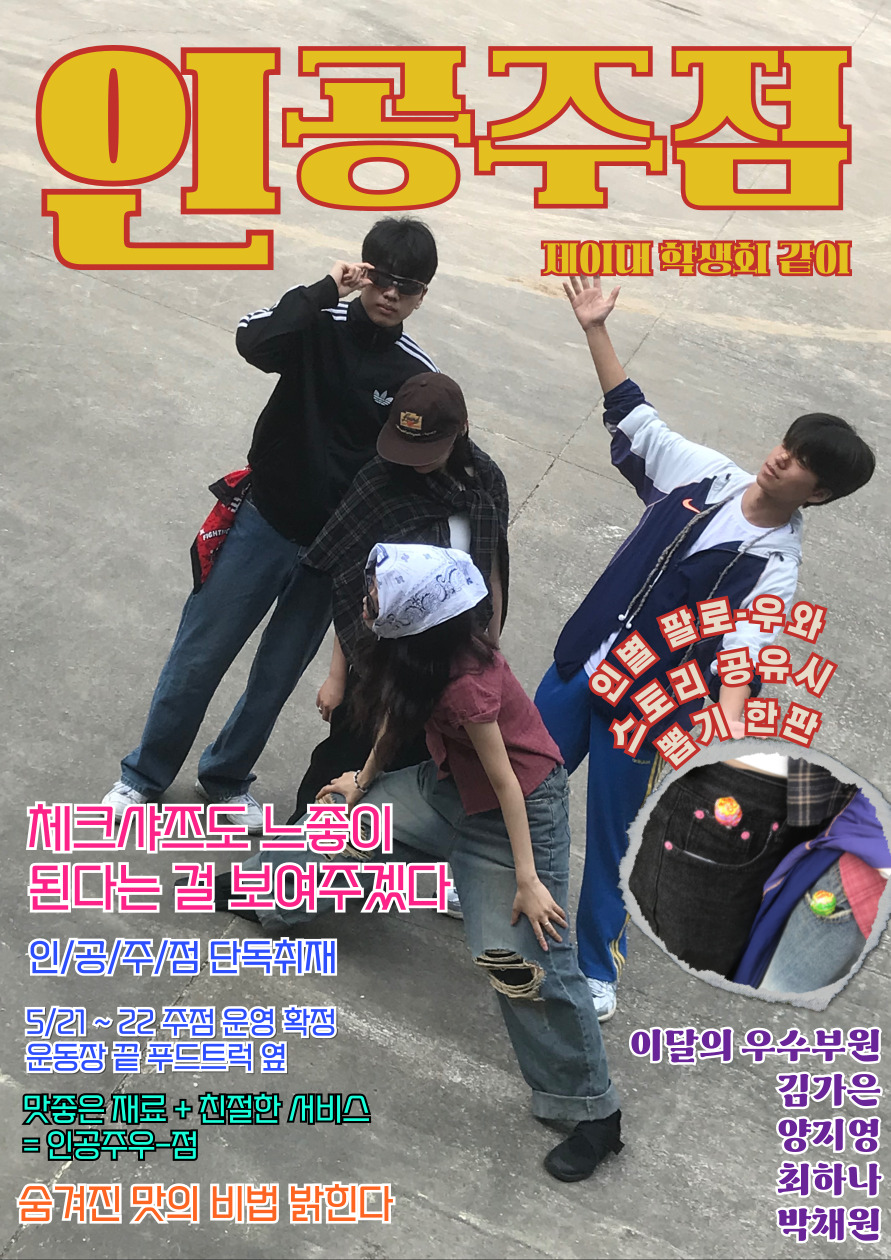 인공주점
제이대 학생회 같이
인별 팔로-우와
스토리 공유시
뽑기 한판
체크샤쯔도 느좋이
된다는 걸 보여주겠다
인/공/주/점 단독취재
5/21 ~ 22 주점 운영 확정
운동장 끝 푸드트럭 옆
맛좋은 재료 + 친절한 서비스
= 인공주우-점
숨겨진 맛의 비법 밝힌다
이달의 우수부원
김가은
양지영
최하나
박채원